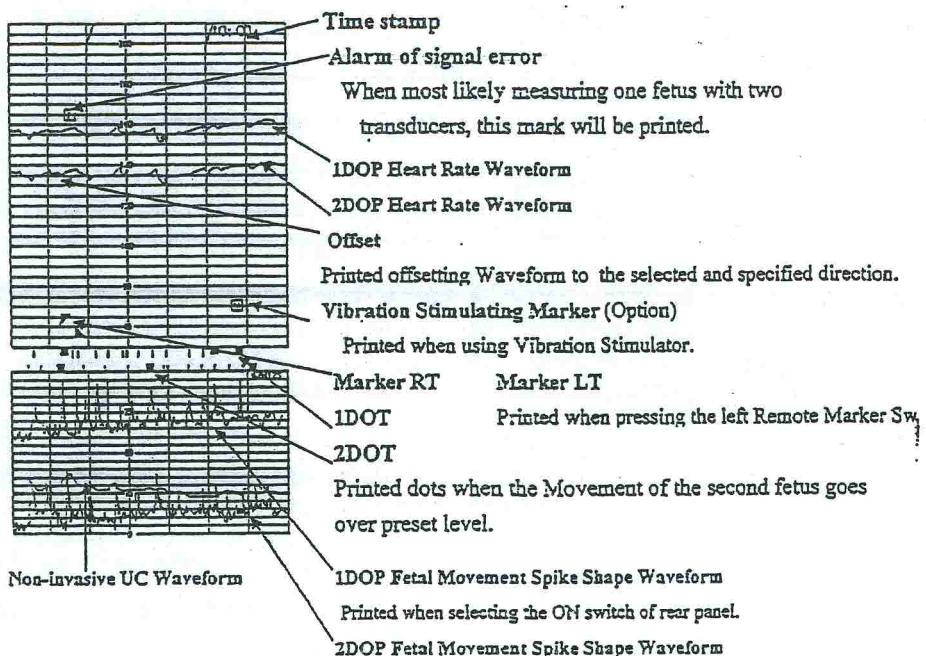 Time stamp
Alarm of signal error
When most likely measuring one fetus with two
transducers, this mark will be printed.
1DOP Heart Rate Waveform
2DOP Heart Rate Waveform
Offset
Printed offsetting Waveform to the selected and specified direction.
Vibration Stimulating Marker (Option)
Printed when using Vibration Stimulator.
Marker RT Marker LT
1DOT Printed when pressing the left Remote Marker Sw
2DOT
Printed dots when the Movement of the second fetus goes
over preset level.
Non-invasive UC Waveform
1DOP Fetal Movement Spike Shape Waveform
Printed when selecting the ON switch of rear panel.
2DOP Fetal Movement Spike Shape Waveform